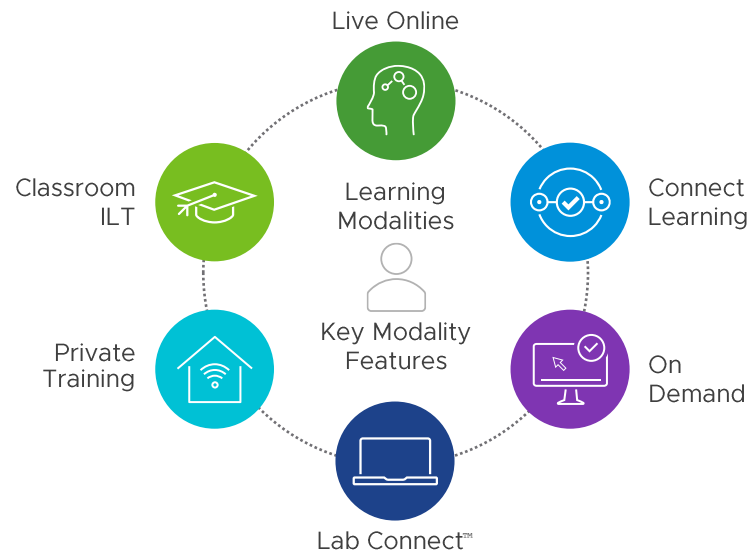 Live Online
Classroom
ILT
Learning
Modalities
Connect
Learning
Key Modality
Features
Private
Training
On
Demand
Lab Connect™